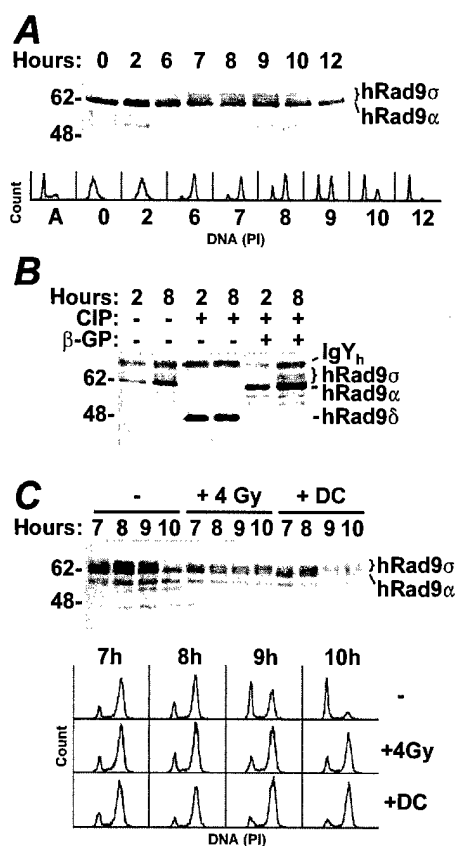 A
Hours: 0 2 6 7 8 9 10 12
62-
hRad9σ
hRad9α
48-
Count
A 0 2 6 7 8 9 10 12
DNA (PI)
B
Hours: 2 8 2 8 2 8
CIP: - - + + + +
β-GP: - - - - + +
IgYh
62-
hRad9σ
hRad9α
48-
-hRad9δ
C
- + 4 Gy + DC
Hours: 7 8 9 10 7 8 9 10 7 8 9 10
62-
hRad9σ
hRad9α
48-
7h 8h 9h 10h
-
Count
+4Gy
+DC
DNA (PI)